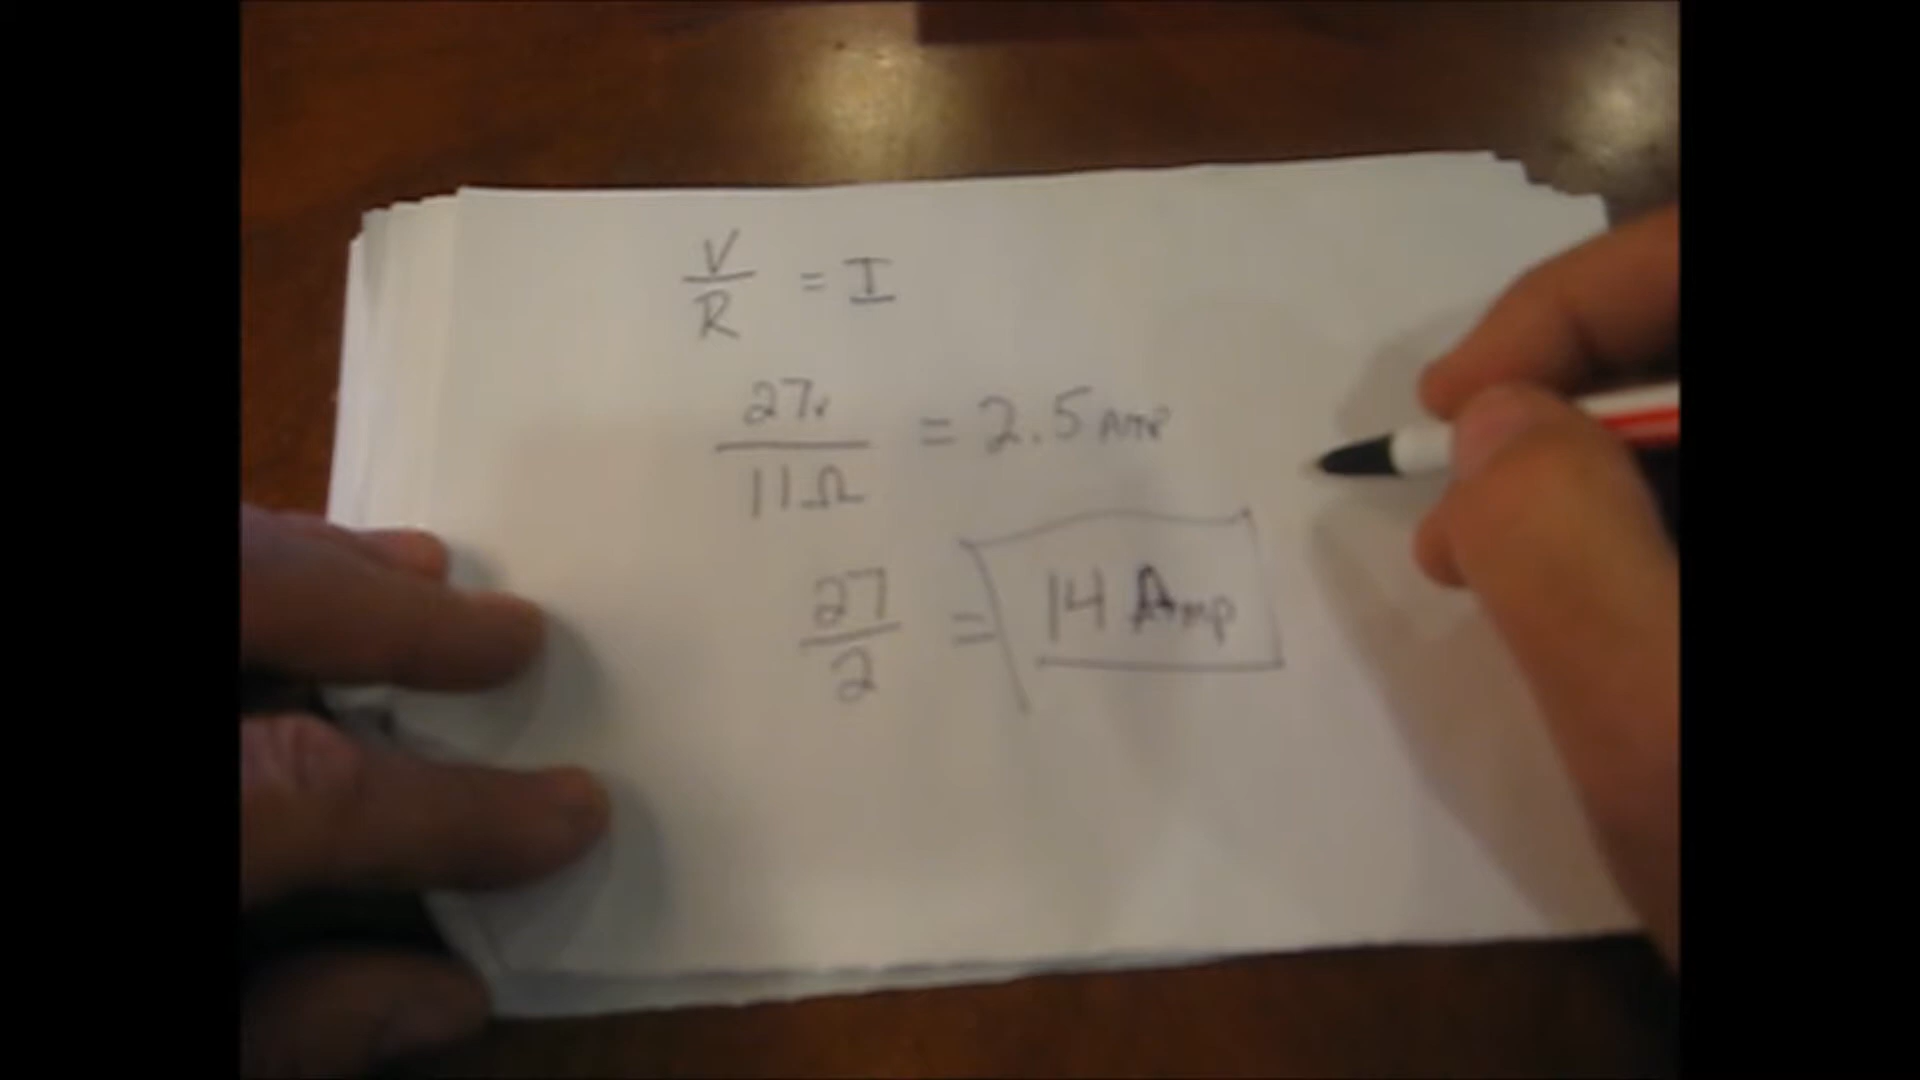 V/R = I
27v/11Ω = 2.5 Amp
27/2 = 14 Amp